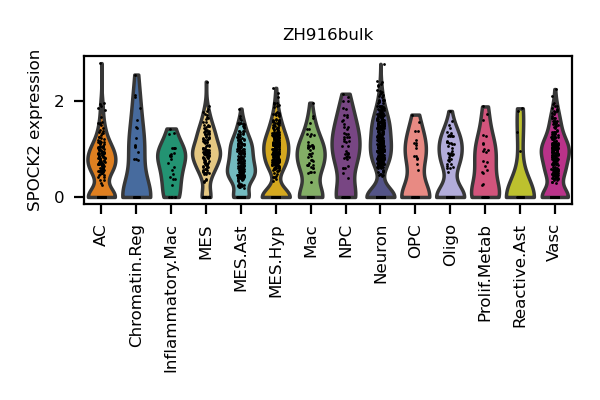 ZH916bulk
SPOCK2 expression
2
0
AC
Chromatin.Reg
Inflammatory.Mac
MES
MES.Ast
MES.Hyp
Mac
NPC
Neuron
OPC
Oligo
Prolif.Metab
Reactive.Ast
Vasc